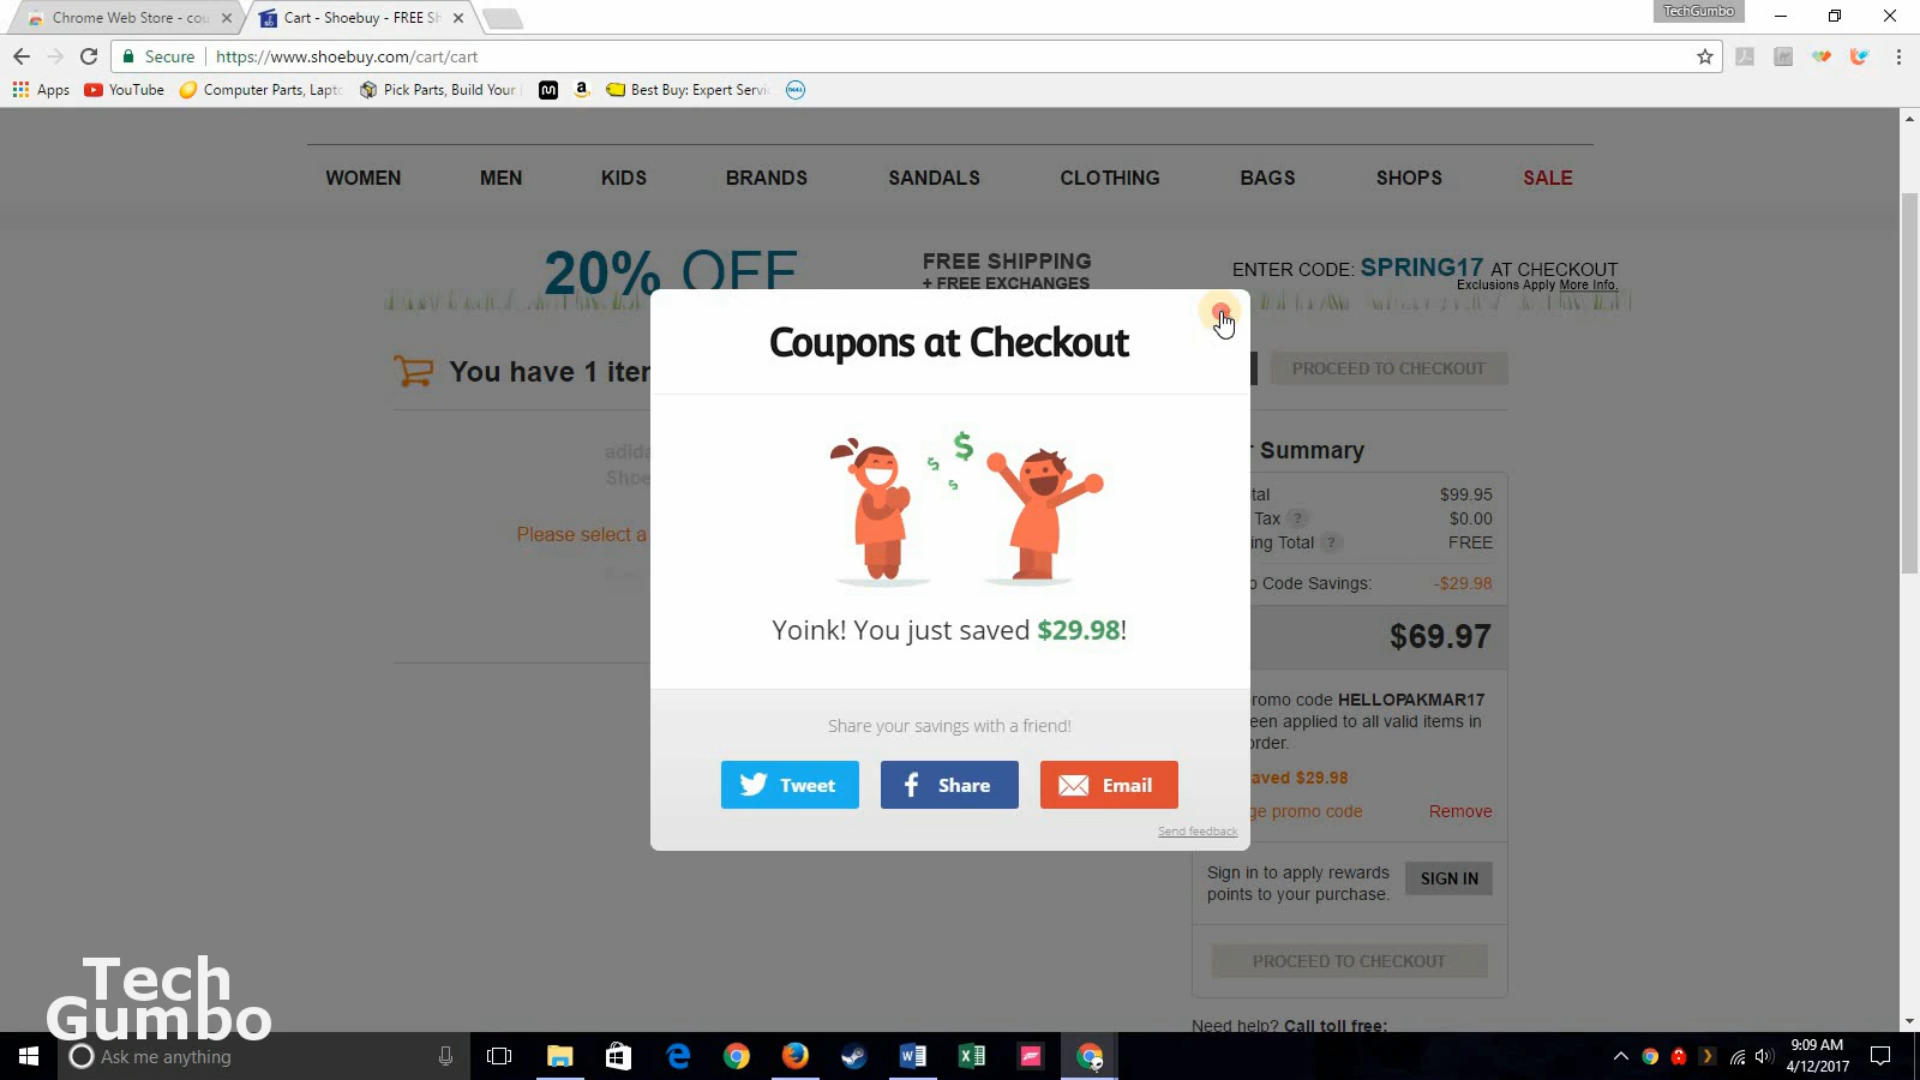 Chrome Web Store - cou
Cart - Shoebuy - FREE Sh
TechGumbo
Secure
https://www.shoebuy.com/cart/cart
Apps
YouTube
Computer Parts, Lapto
Pick Parts, Build Your
Best Buy: Expert Servic
WOMEN MEN KIDS BRANDS SANDALS CLOTHING BAGS SHOPS SALE
20% OFF
FREE SHIPPING
+ FREE EXCHANGES
ENTER CODE: SPRING17 AT CHECKOUT
Exclusions Apply More Info.
You have 1 iter
PROCEED TO CHECKOUT
Coupons at Checkout
Yoink! You just saved $29.98!
Share your savings with a friend!
Tweet
Share
Email
Send feedback
adida
Shoe
Please select a
Summary
tal $99.95
Tax ? $0.00
ing Total ? FREE
Code Savings: -$29.98
$69.97
romo code HELLOPAKMAR17
een applied to all valid items in
order.
aved $29.98
ge promo code
Remove
Sign in to apply rewards
points to your purchase.
SIGN IN
PROCEED TO CHECKOUT
Need help? Call toll free:
Tech
Gumbo
Ask me anything
9:09 AM
4/12/2017